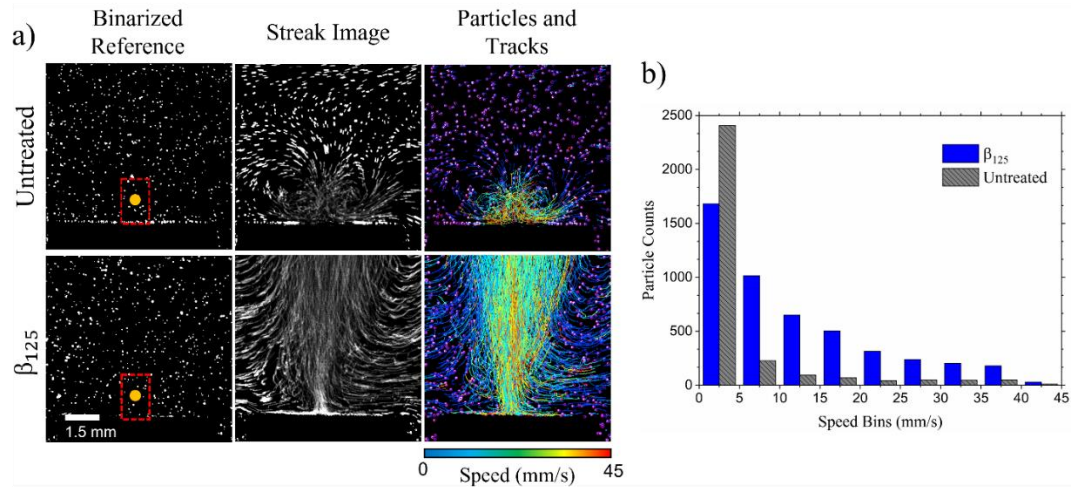 a)
Binarized
Reference
Streak Image
Particles and
Tracks
Untreated
β125
1.5 mm
0
45
Speed (mm/s)
b)
β125
Untreated
2500
2000
1500
1000
500
0
Particle Counts
0 5 10 15 20 25 30 35 40 45
Speed Bins (mm/s)